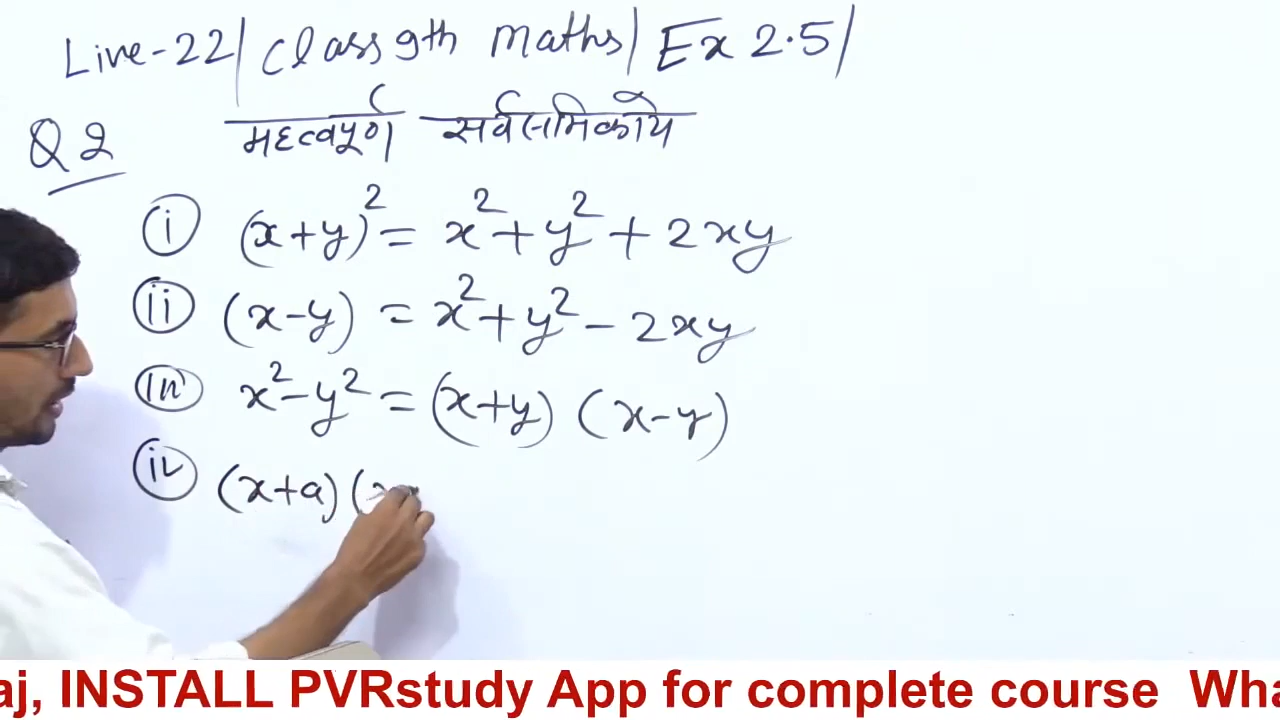 Live-22| Class 9th Maths| Ex 2.5|
महत्वपूर्ण सर्वसमिकाये
Q 2
(i) (x+y)² = x²+y²+2xy
(ii) (x-y) = x²+y²-2xy
(iii) x²-y² = (x+y) (x-y)
(iv) (x+a) (x
aj, INSTALL PVRstudy App for complete course Wha